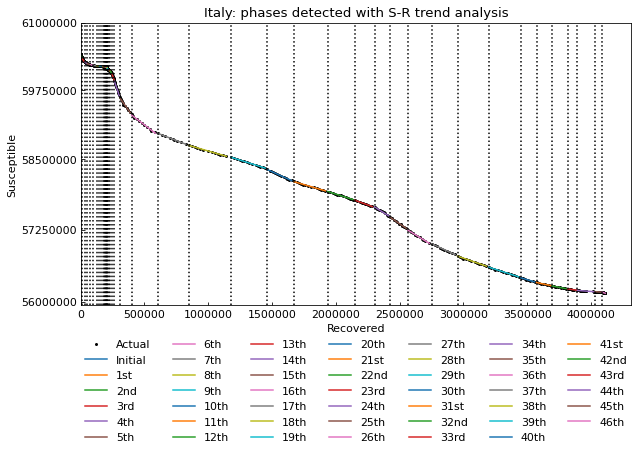 Italy: phases detected with S-R trend analysis
61000000
59750000
58500000
57250000
56000000
Susceptible
0 500000 1000000 1500000 2000000 2500000 3000000 3500000 4000000
Recovered
Actual 6th 13th 20th 27th 34th 41st
Initial 7th 14th 21st 28th 35th 42nd
1st 8th 15th 22nd 29th 36th 43rd
2nd 9th 16th 23rd 30th 37th 44th
3rd 10th 17th 24th 31st 38th 45th
4th 11th 18th 25th 32nd 39th 46th
5th 12th 19th 26th 33rd 40th